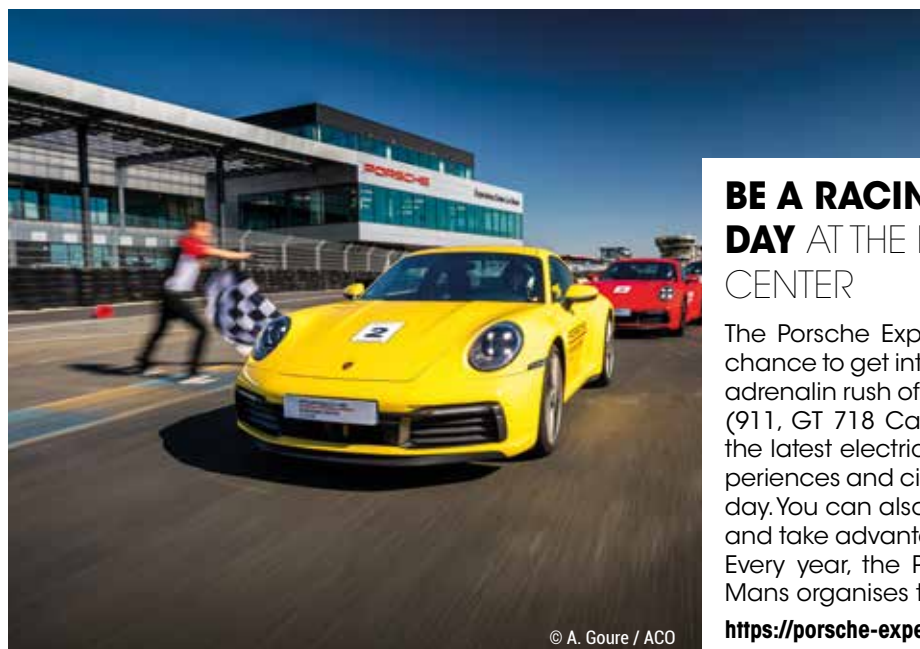 PORSCHE
2
© A. Goure / ACO
BE A RACIN
DAY AT THE
CENTER
The Porsche Exp
chance to get int
adrenalin rush of
(911, GT 718 Ca
the latest electric
periences and ci
day. You can also
and take advant
Every year, the
Mans organises t
https://porsche-expe